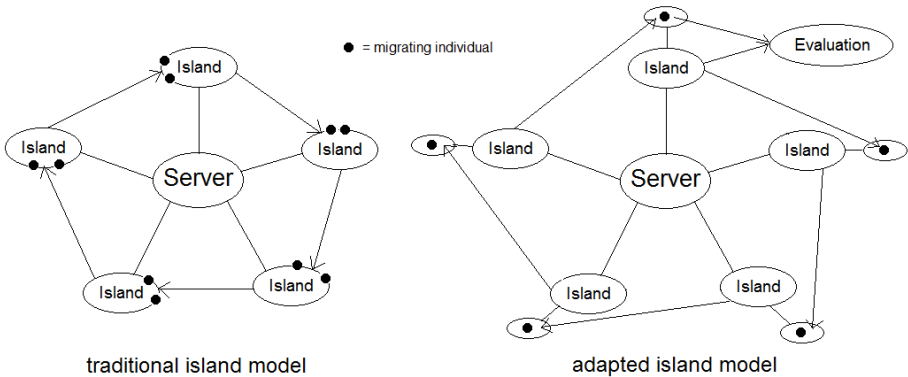 = migrating individual
Island
Island
Island
Server
Island
Island
traditional island model
Evaluation
Island
Island
Island
Server
Island
Island
adapted island model